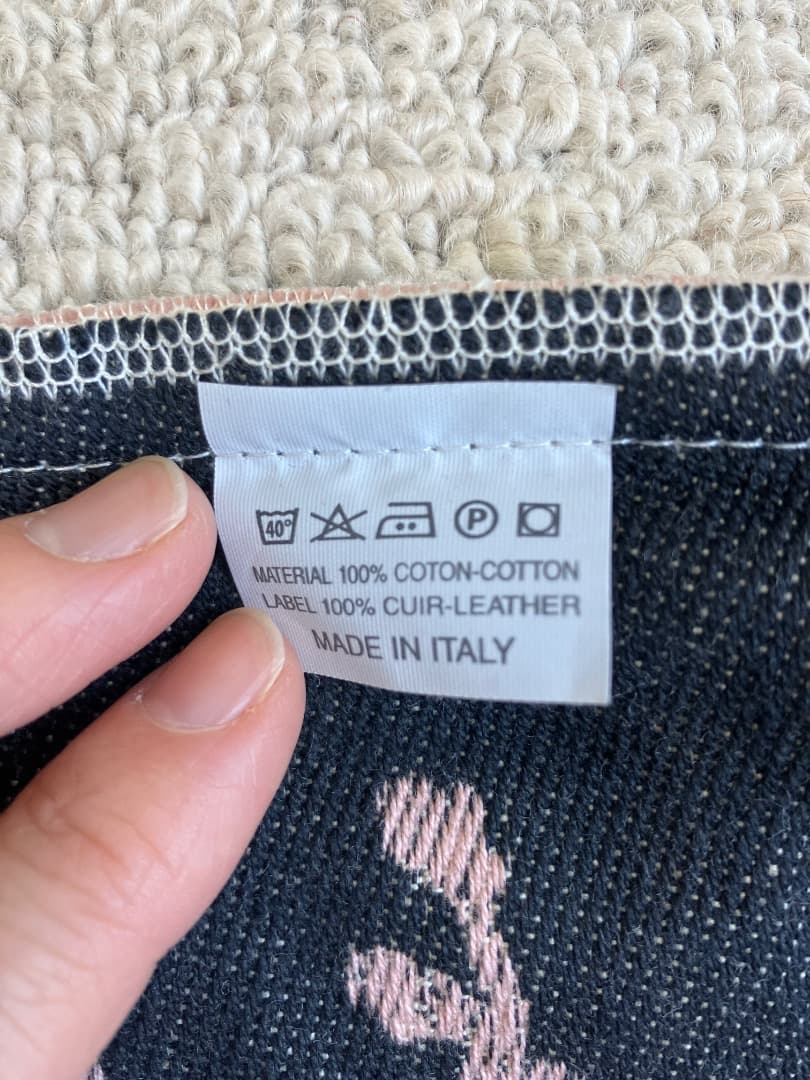 40° P
MATERIAL 100% COTON-COTTON
LABEL 100% CUIR-LEATHER
MADE IN ITALY